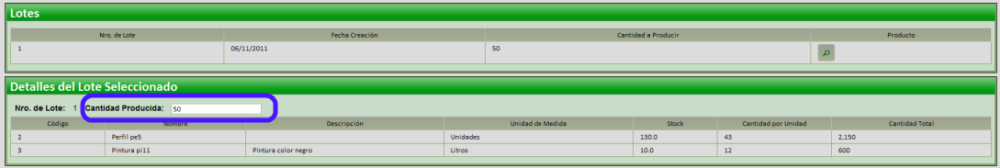 Lotes
Nro. de Lote Fecha Creación Cantidad a Producir Producto
1 06/11/2011 50
Detalles del Lote Seleccionado
Nro. de Lote: 1 Cantidad Producida: 50
Código Nombre Descripción Unidad de Medida Stock Cantidad por Unidad Cantidad Total
2 Perfil pe5 Unidades 130.0 43 2,150
3 Pintura pi11 Pintura color negro Litros 10.0 12 600